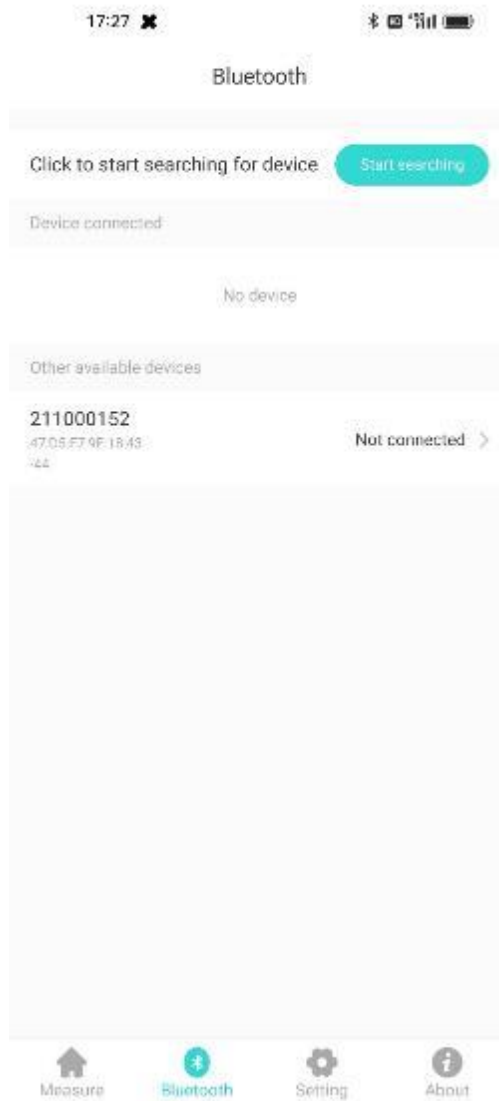 17:27
Bluetooth
Click to start searching for device Start searching
Device connected
No device
Other available devices
211000152
Not connected
-44
Measure Bluetooth Setting About